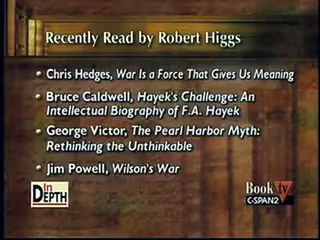 Recently Read by Robert Higgs
• Chris Hedges, War Is a Force That Gives Us Meaning
• Bruce Caldwell, Hayek's Challenge: An
Intellectual Biography of F.A. Hayek
• George Victor, The Pearl Harbor Myth:
Rethinking the Unthinkable
• Jim Powell, Wilson's War
In
DEPTH
Book tv
C-SPAN2